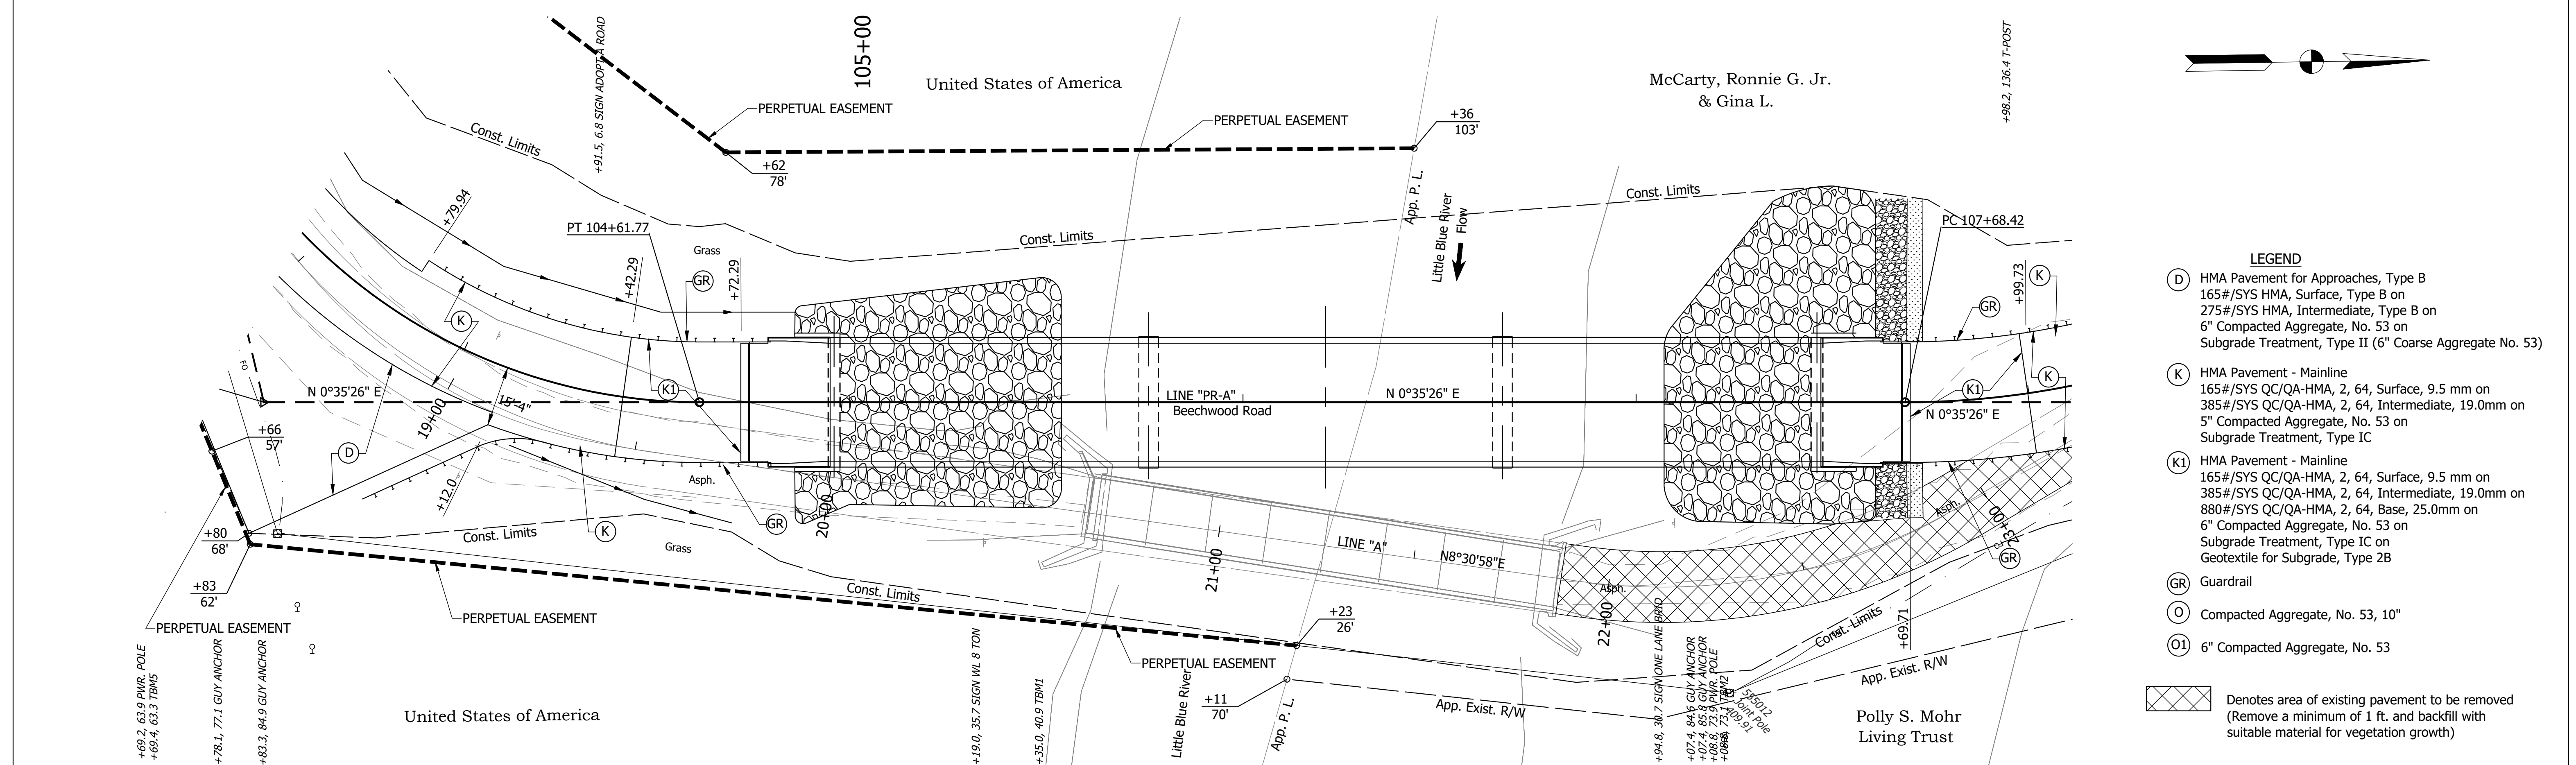 +91.5, 6.8 SIGN ADOPT A ROAD
105+00
United States of America
McCarty, Ronnie G. Jr.
& Gina L.
+98.2, 136.4 T-POST
PERPETUAL EASEMENT
PERPETUAL EASEMENT
+36
103'
Const. Limits
+62
78'
App. P. L.
Little Blue River
Flow
Const. Limits
Const. Limits
+79.94
PT 104+61.77
Grass
GR
+42.29
+72.29
PC 107+68.42
+99.73
K
GR
K
FO
N 0°35'26" E
K1
LINE "PR-A"
Beechwood Road
N 0°35'26" E
K1
K
N 0°35'26" E
15'-4"
19+00
+66
57'
D
+12.0
Asph.
20+00
GR
K
Const. Limits
Grass
+80
68'
+83
62'
PERPETUAL EASEMENT
PERPETUAL EASEMENT
Const. Limits
21+00
LINE "A"
N8°30'58"E
Asph.
22+00
Asph.
23+00
GR
+23
26'
PERPETUAL EASEMENT
+11
70'
App. P. L.
Little Blue River
App. Exist. R/W
Const. Limits
+69.71
App. Exist. R/W
555012
Joint Pole
409.91
United States of America
Polly S. Mohr
Living Trust
+69.2, 63.9 PWR. POLE
+69.4, 63.3 TBM5
+78.1, 77.1 GUY ANCHOR
+83.3, 84.9 GUY ANCHOR
+19.0, 35.7 SIGN WL 8 TON
+35.0, 40.9 TBM1
+94.8, 30.7 SIGN ONE LANE BRID
+07.4, 84.6 GUY ANCHOR
+07.4, 85.8 GUY ANCHOR
+08.8, 73.9 PWR. POLE
73.1 TBM2
LEGEND
D HMA Pavement for Approaches, Type B
165#/SYS HMA, Surface, Type B on
275#/SYS HMA, Intermediate, Type B on
6" Compacted Aggregate, No. 53 on
Subgrade Treatment, Type II (6" Coarse Aggregate No. 53)
K HMA Pavement - Mainline
165#/SYS QC/QA-HMA, 2, 64, Surface, 9.5 mm on
385#/SYS QC/QA-HMA, 2, 64, Intermediate, 19.0mm on
5" Compacted Aggregate, No. 53 on
Subgrade Treatment, Type IC
K1 HMA Pavement - Mainline
165#/SYS QC/QA-HMA, 2, 64, Surface, 9.5 mm on
385#/SYS QC/QA-HMA, 2, 64, Intermediate, 19.0mm on
880#/SYS QC/QA-HMA, 2, 64, Base, 25.0mm on
6" Compacted Aggregate, No. 53 on
Subgrade Treatment, Type IC on
Geotextile for Subgrade, Type 2B
GR Guardrail
O Compacted Aggregate, No. 53, 10"
O1 6" Compacted Aggregate, No. 53
Denotes area of existing pavement to be removed
(Remove a minimum of 1 ft. and backfill with
suitable material for vegetation growth)